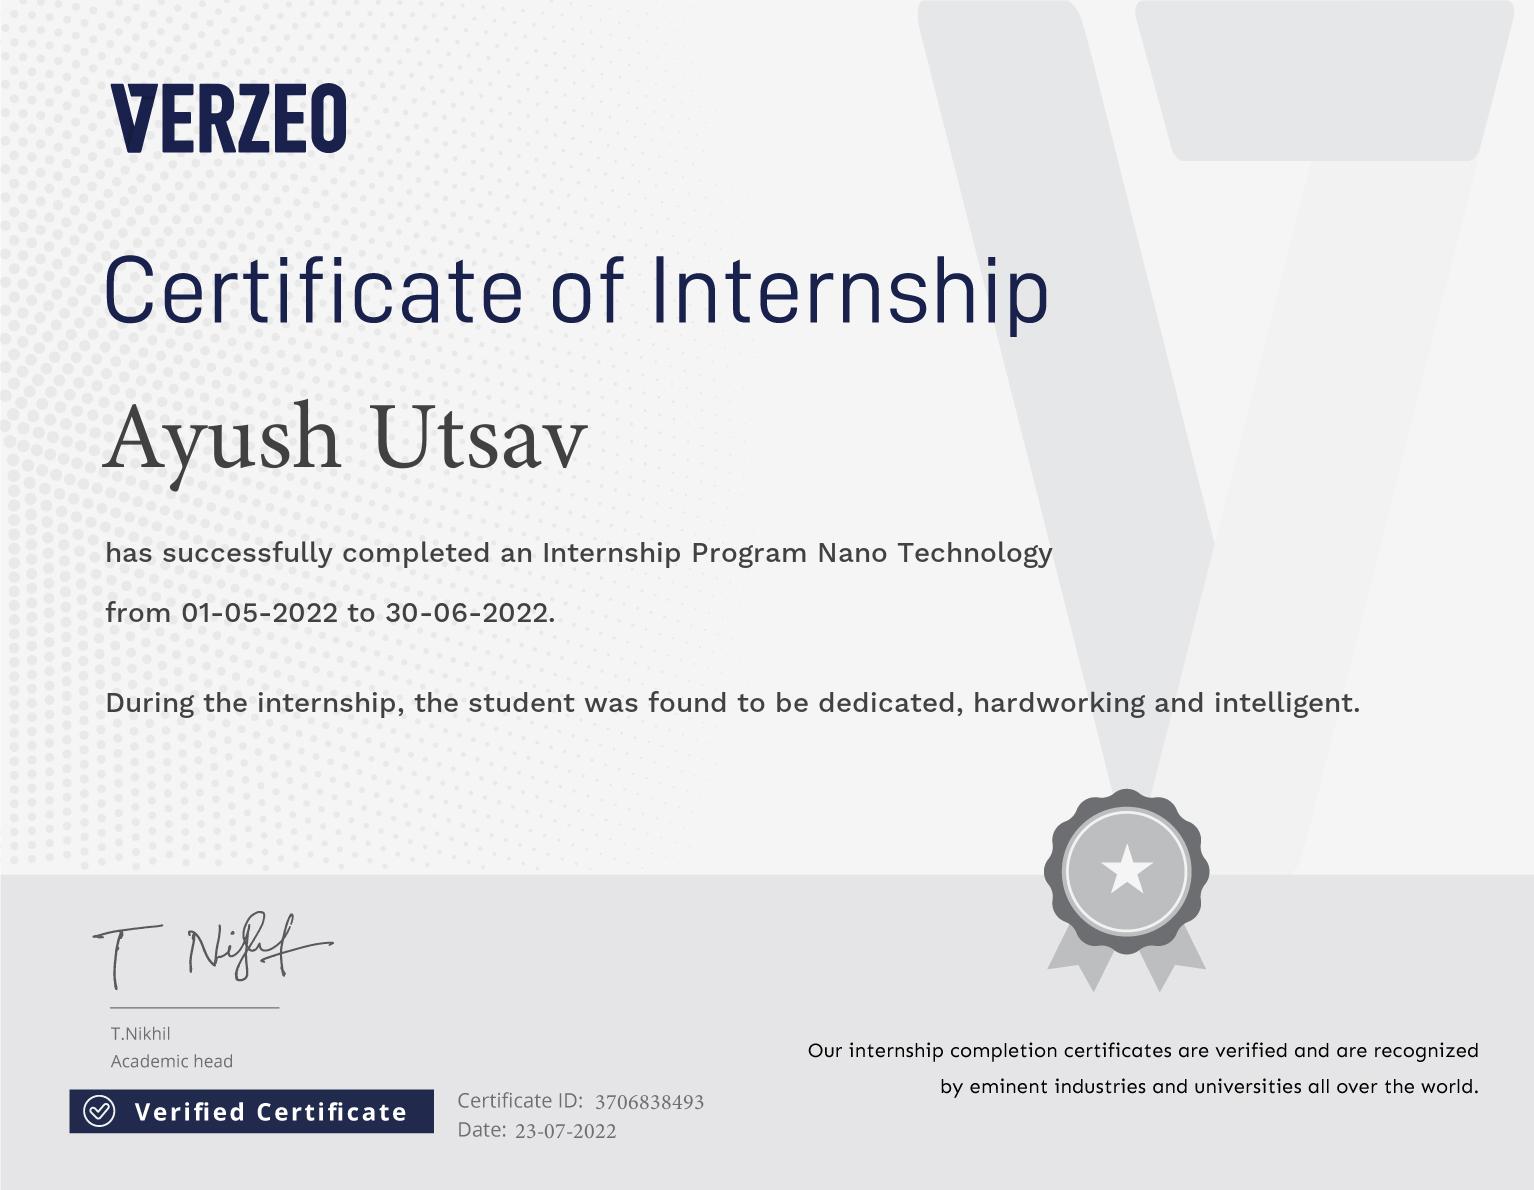 VERZEO
Certificate of Internship
Ayush Utsav
has successfully completed an Internship Program Nano Technology
from 01-05-2022 to 30-06-2022.
During the internship, the student was found to be dedicated, hardworking and intelligent.
T Nikhil
T.Nikhil
Academic head
Verified Certificate
Certificate ID: 3706838493
Date: 23-07-2022
Our internship completion certificates are verified and are recognized
by eminent industries and universities all over the world.